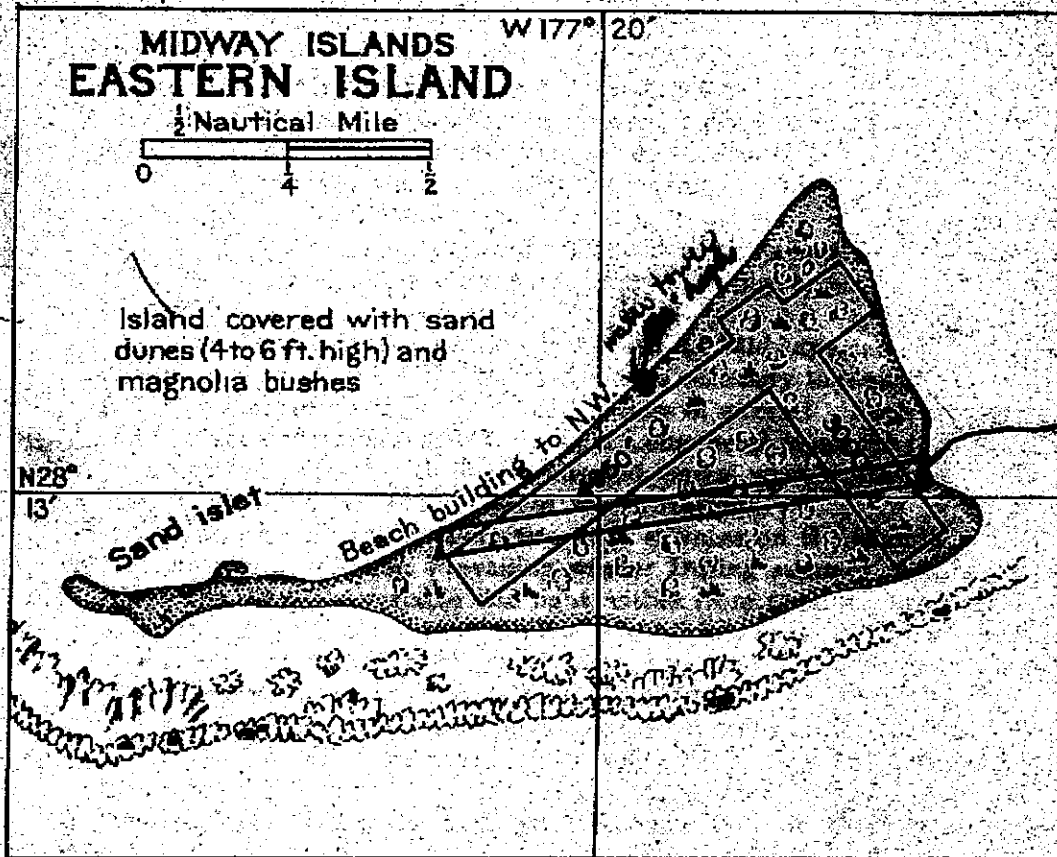 W 177° 20′
MIDWAY ISLANDS
EASTERN ISLAND
½ Nautical Mile
0 ¼ ½
Island covered with sand
dunes (4 to 6 ft. high) and
magnolia bushes
Beach building to N.W.
N28°
13′
Sand islet